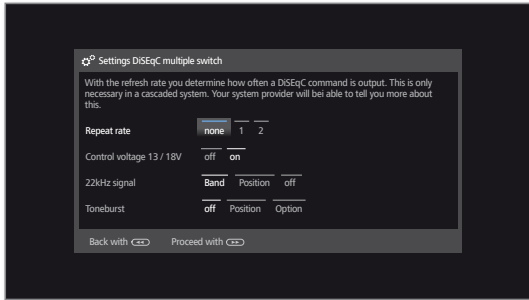 Settings DiSEqC multiple switch
With the refresh rate you determine how often a DiSEqC command is output. This is only
necessary in a cascaded system. Your system provider will bei able to tell you more about
this.
Repeat rate none 1 2
Control voltage 13 / 18V off on
22kHz signal Band Position off
Toneburst off Position Option
Back with Proceed with